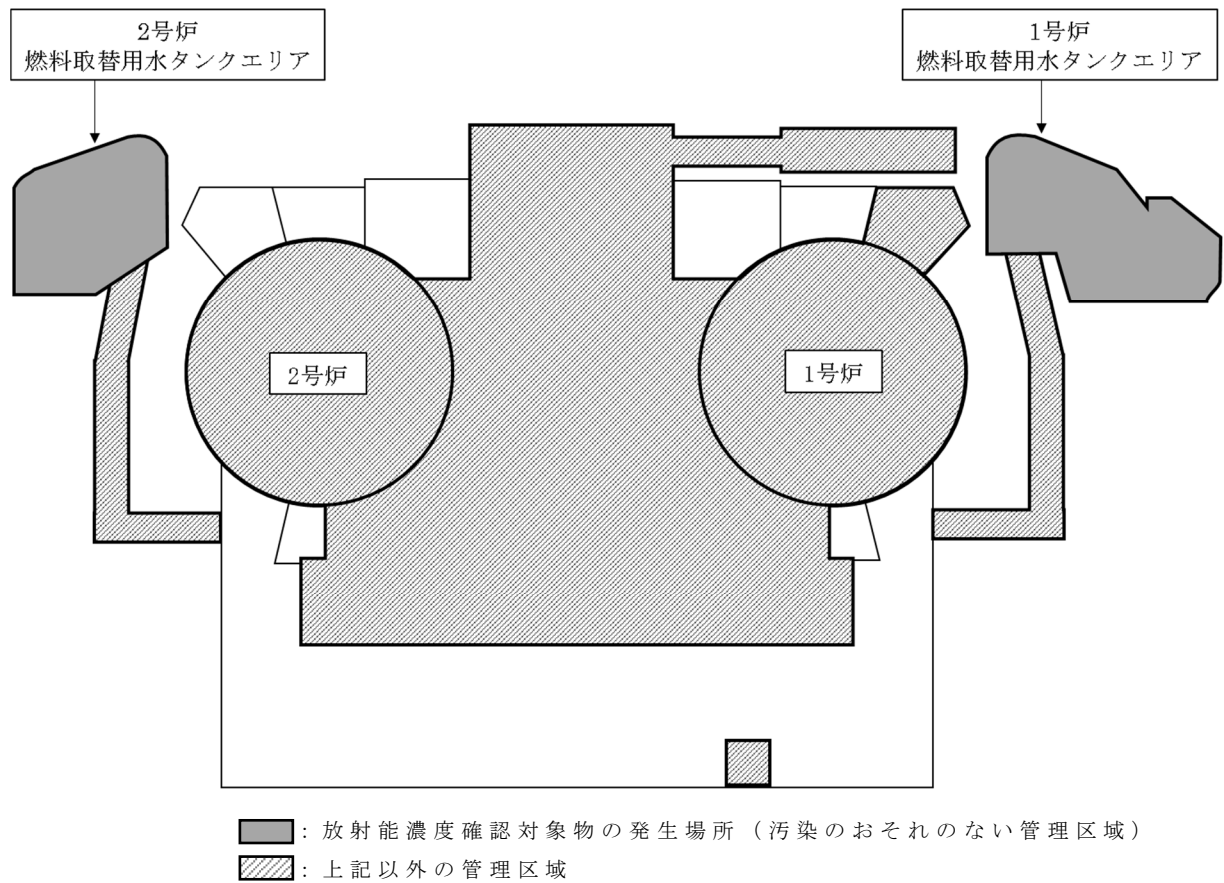 2号炉
燃料取替用水タンクエリア
1号炉
燃料取替用水タンクエリア
2号炉
1号炉
：放射能濃度確認対象物の発生場所（汚染のおそれのない管理区域）
：上記以外の管理区域